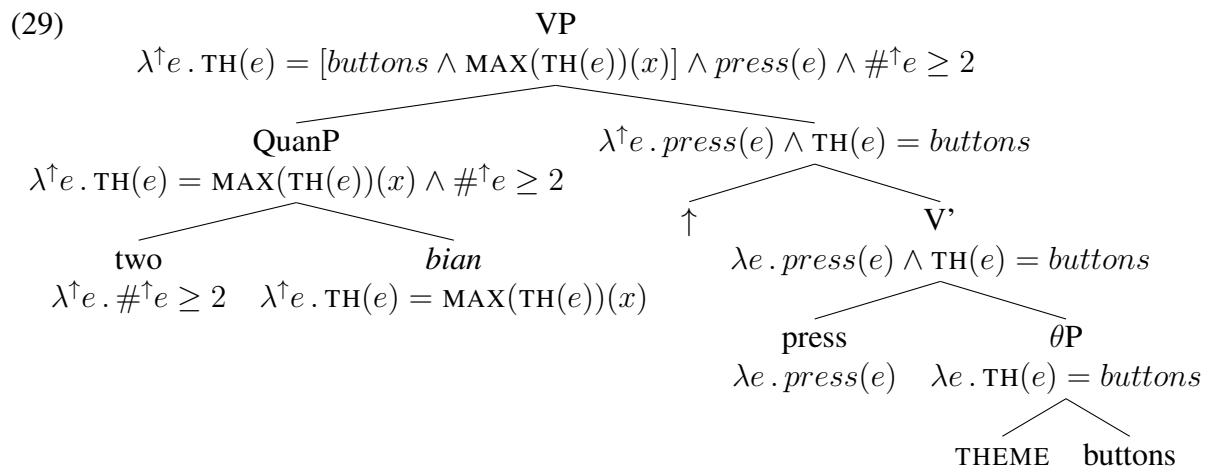 (29) VP
λ↑e . TH(e) = [buttons ∧ MAX(TH(e))(x)] ∧ press(e) ∧ #↑e ≥ 2
QuanP λ↑e . press(e) ∧ TH(e) = buttons
λ↑e . TH(e) = MAX(TH(e))(x) ∧ #↑e ≥ 2
↑ V'
two bian λe . press(e) ∧ TH(e) = buttons
λ↑e . #↑e ≥ 2 λ↑e . TH(e) = MAX(TH(e))(x)
press θP
λe . press(e) λe . TH(e) = buttons
THEME buttons